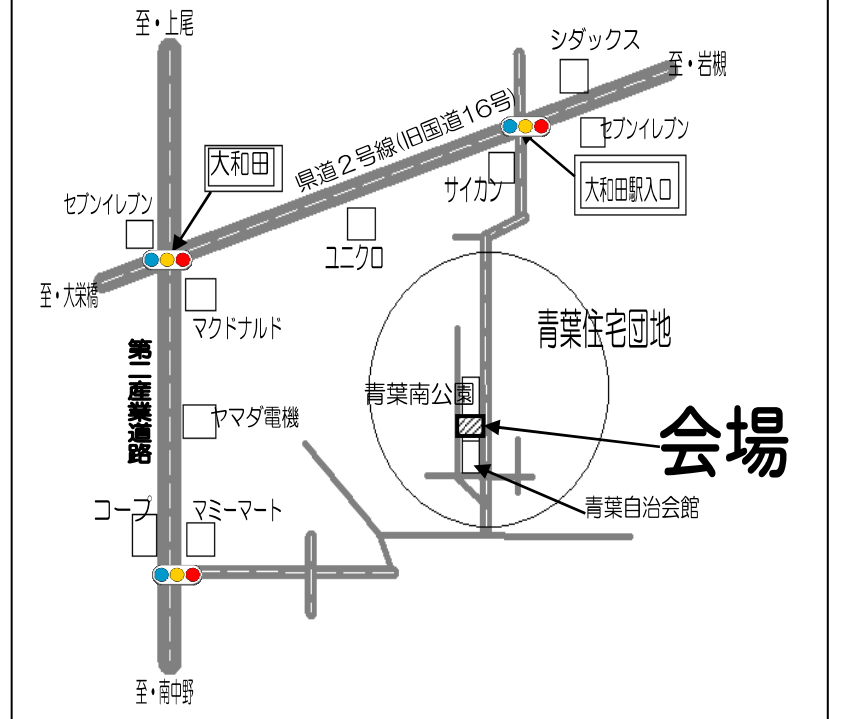 至・上尾
シダックス
至・岩槻
県道2号線(旧国道16号)
セブンイレブン
大和田
サイカン
大和田駅入口
セブンイレブン
ユニクロ
至・大栄橋
マクドナルド
青葉住宅団地
第二産業道路
青葉南公園
ヤマダ電機
会場
コープ
マミーマート
青葉自治会館
至・南中野